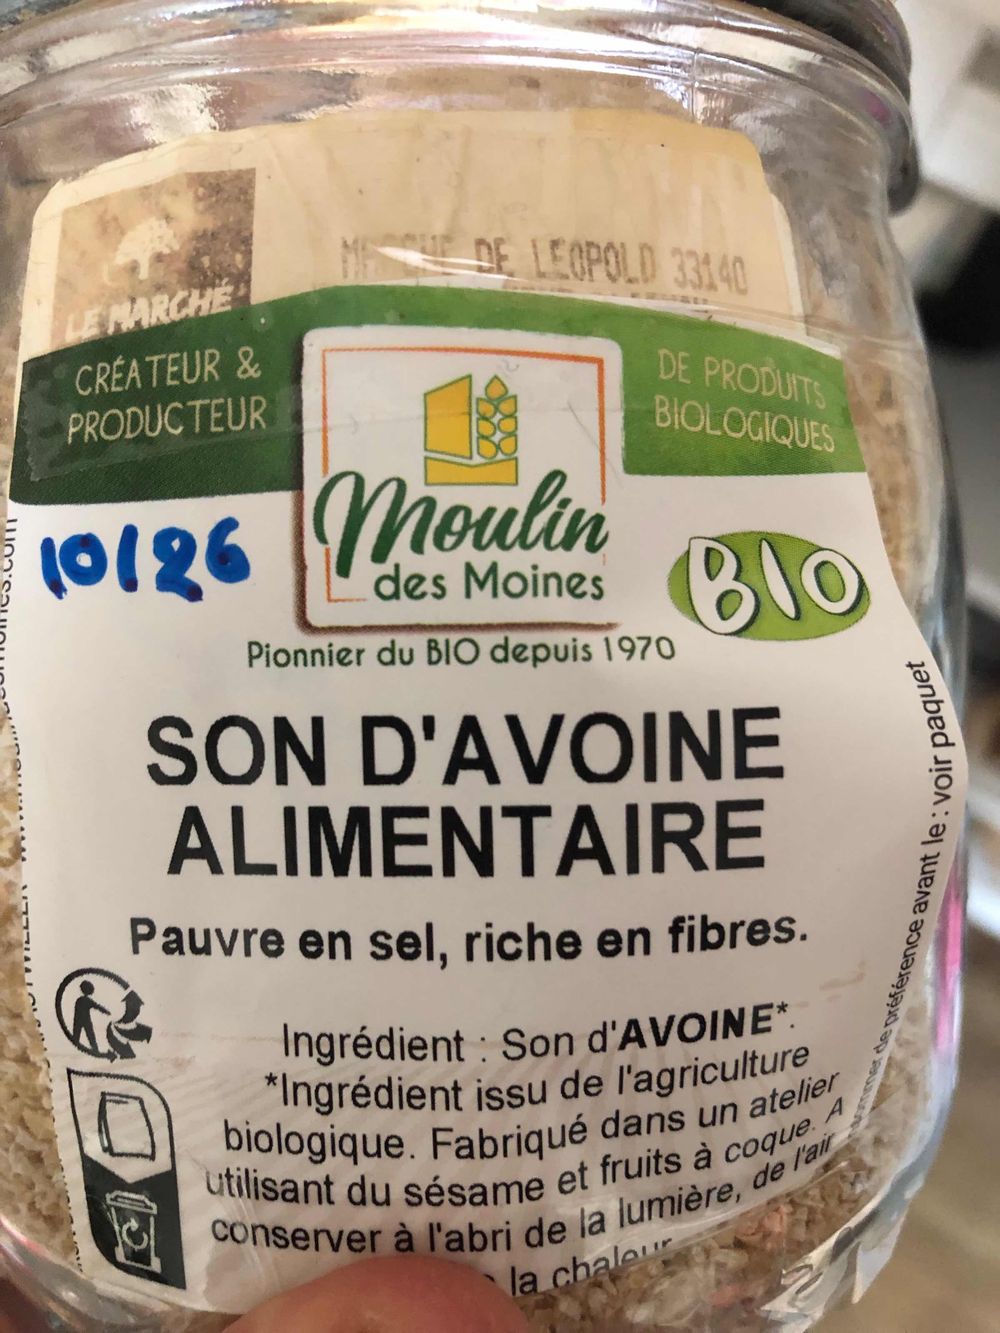 DE LEOPOLD 33140
LE MARCHÉ
CRÉATEUR &
PRODUCTEUR
DE PRODUITS
BIOLOGIQUES
10/26
Moulin
des Moines
BIO
Pionnier du BIO depuis 1970
SON D'AVOINE
ALIMENTAIRE
Pauvre en sel, riche en fibres.
Ingrédient : Son d'AVOINE*.
*Ingrédient issu de l'agriculture
biologique. Fabriqué dans un atelier
utilisant du sésame et fruits à coque. A
conserver à l'abri de la lumière, de l'air
la chaleur
de préférence avant le : voir paquet